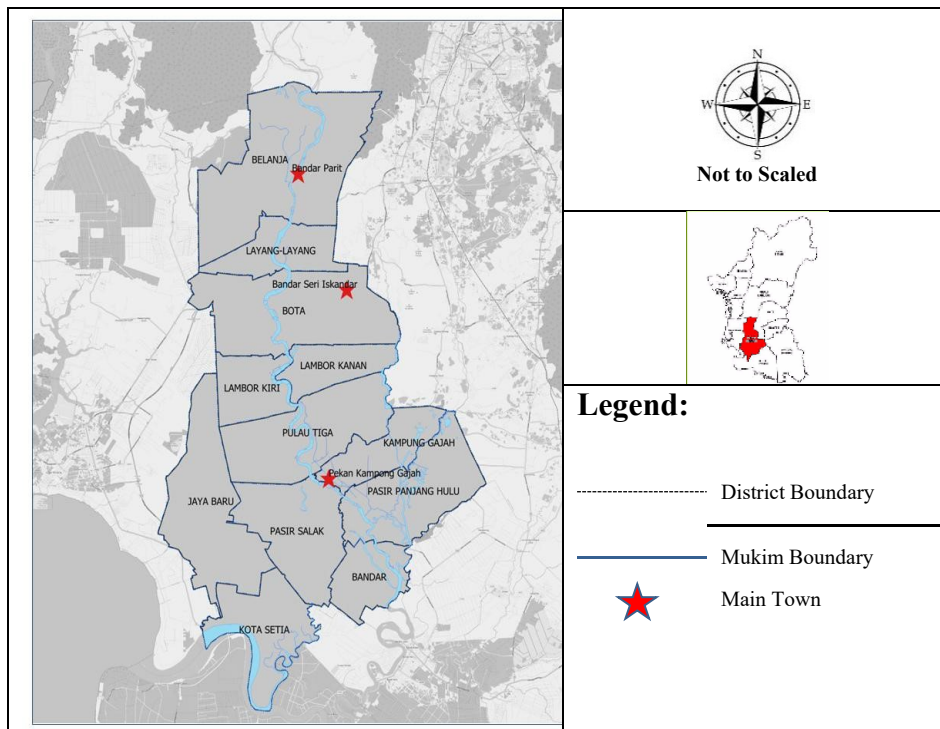 BELANJA
Bandar Parit
LAYANG-LAYANG
Bandar Seri Iskandar
BOTA
LAMBOR KANAN
LAMBOR KIRI
PULAU TIGA
KAMPUNG GAJAH
Pekan Kampong Gajah
JAYA BARU
PASIR PANJANG HULU
PASIR SALAK
BANDAR
KOTA SETIA
N
W E
S
Not to Scaled
Legend:
District Boundary
Mukim Boundary
Main Town